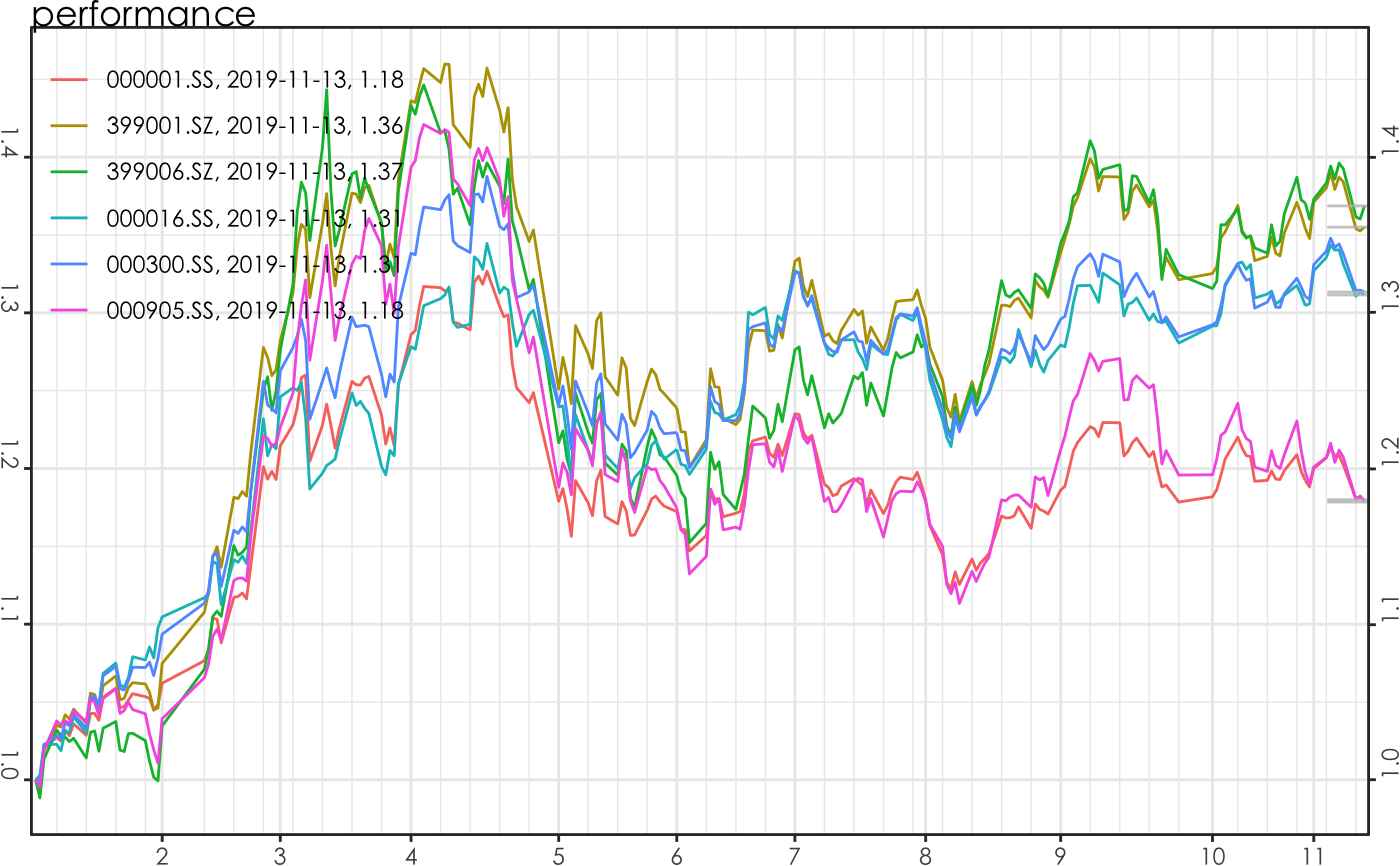 performance
000001.SS, 2019-11-13, 1.18
399001.SZ, 2019-11-13, 1.36
399006.SZ, 2019-11-13, 1.37
000016.SS, 2019-11-13, 1.31
000300.SS, 2019-11-13, 1.31
000905.SS, 2019-11-13, 1.18
1.4
1.3
1.2
1.1
1.0
1.4
1.3
1.2
1.1
1.0
2 3 4 5 6 7 8 9 10 11